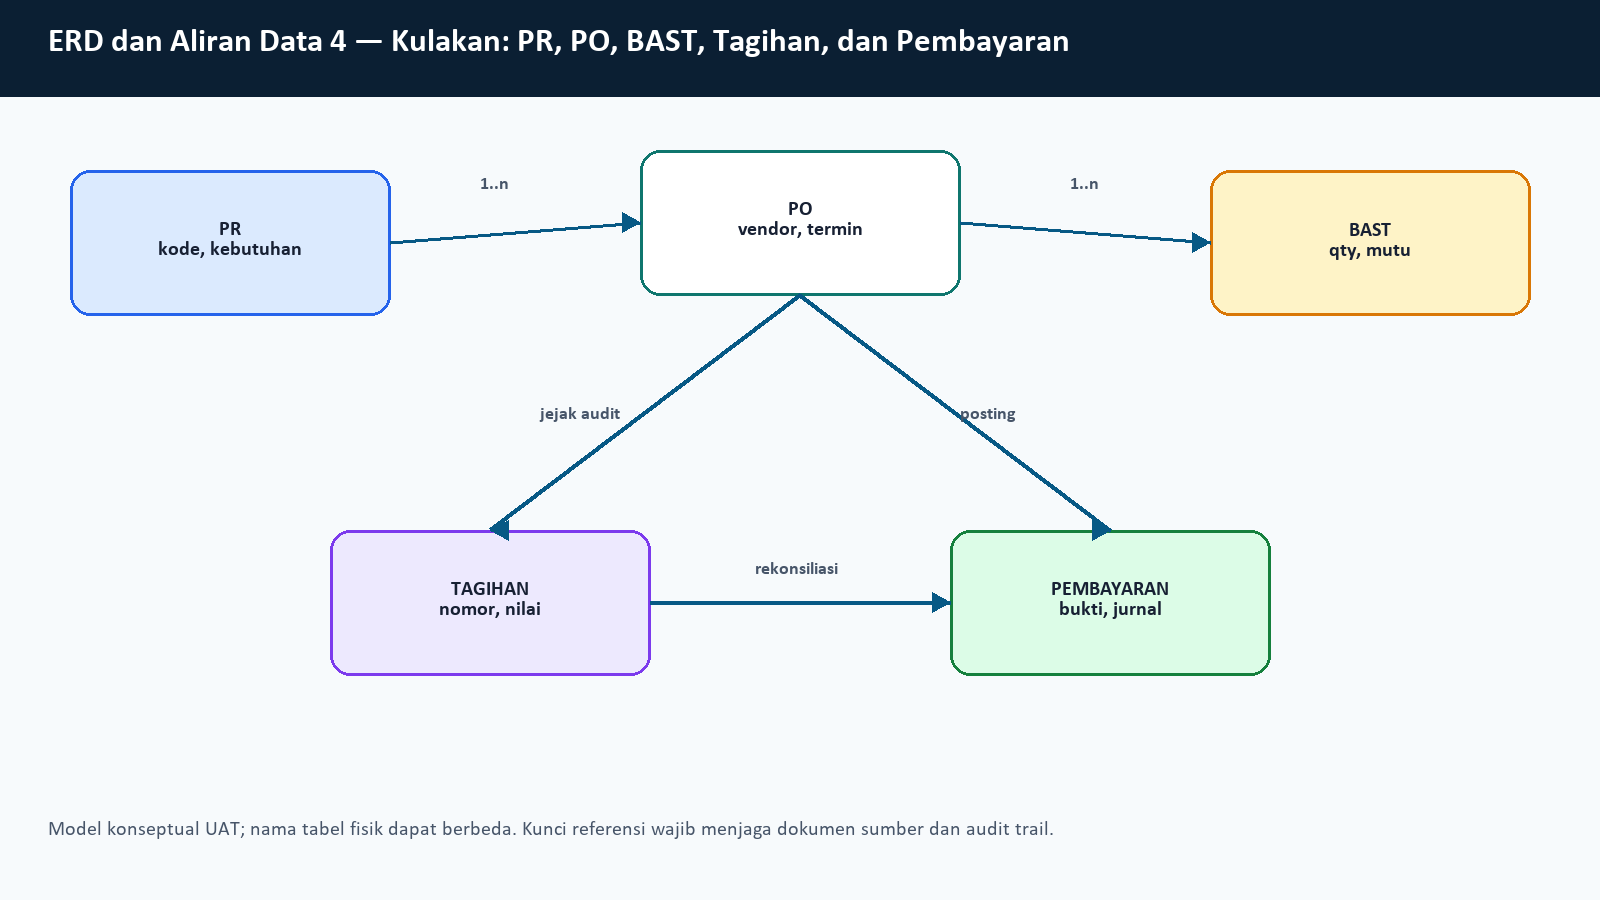 ERD dan Aliran Data 4 — Kulakan: PR, PO, BAST, Tagihan, dan Pembayaran
PR
kode, kebutuhan
1..n
PO
vendor, termin
1..n
BAST
qty, mutu
jejak audit
posting
TAGIHAN
nomor, nilai
rekonsiliasi
PEMBAYARAN
bukti, jurnal
Model konseptual UAT; nama tabel fisik dapat berbeda. Kunci referensi wajib menjaga dokumen sumber dan audit trail.